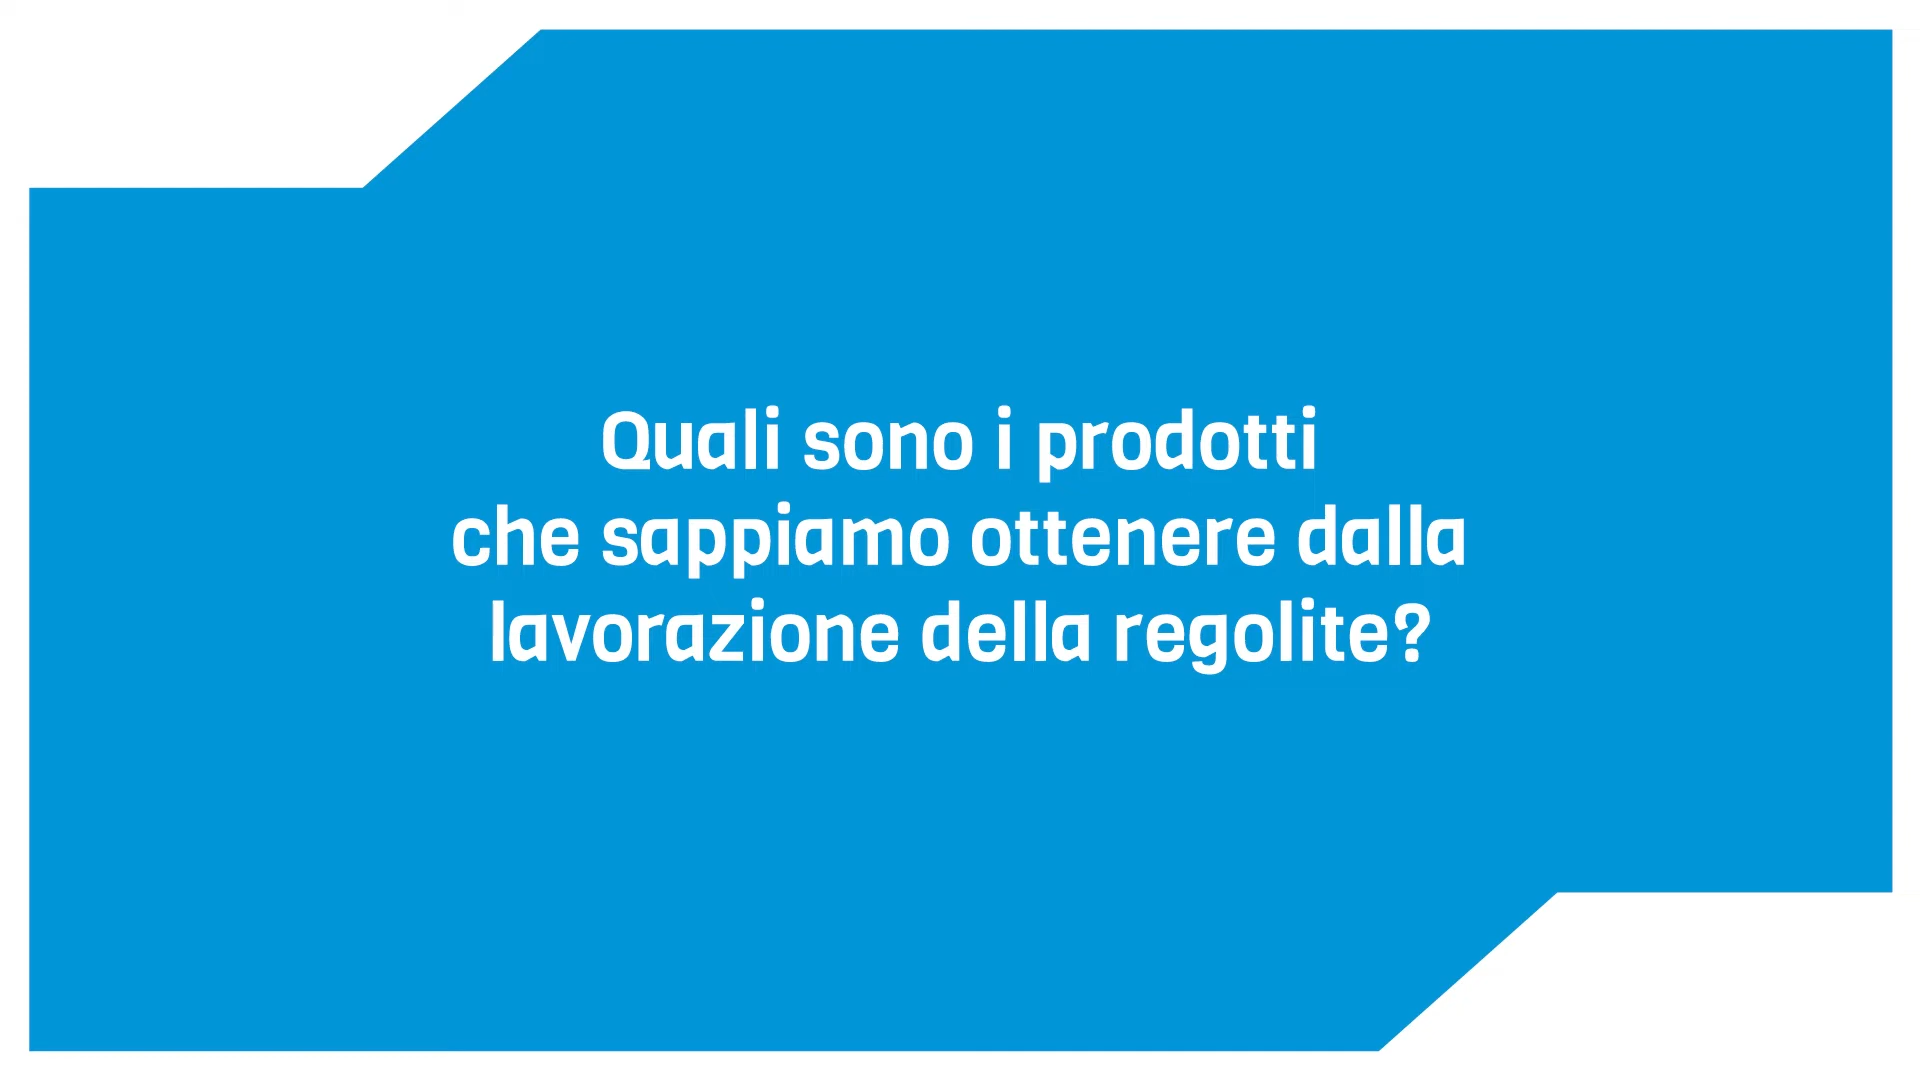 Quali sono i prodotti
che sappiamo ottenere dalla
lavorazione della regolite?